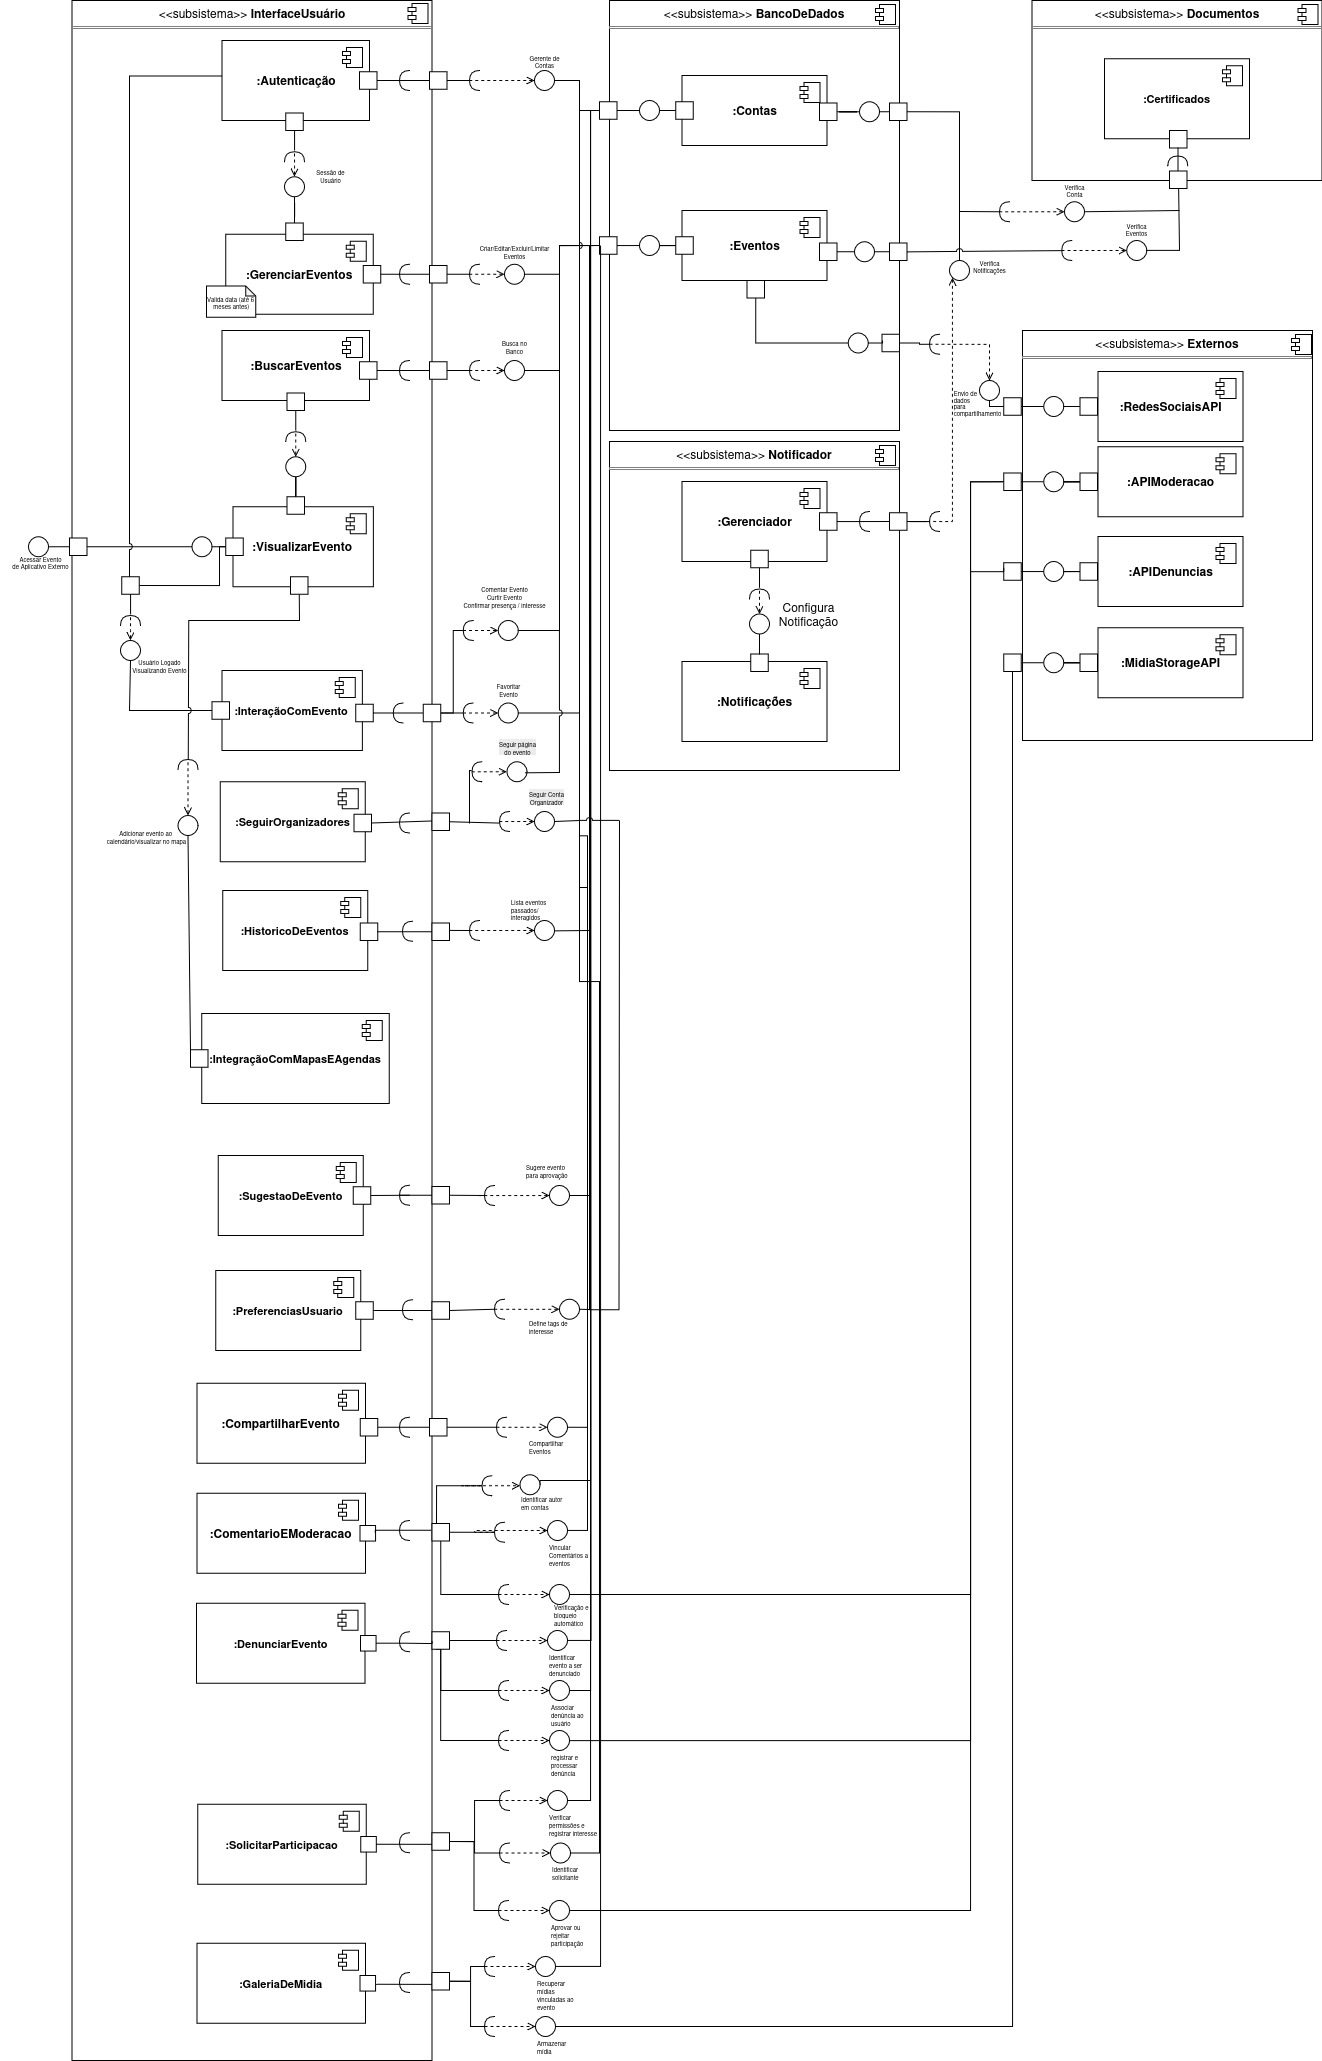 <<subsistema>> InterfaceUsuário
<<subsistema>> BancoDeDados
<<subsistema>> Documentos
:Autenticação
Gerente de
Contas
:Contas
:Certificados
Sessão de
Usuário
Verifica
Conta
Verifica
Eventos
:GerenciarEventos
Valida data (até 6
meses antes)
Criar/Editar/Excluir/Limitar
Eventos
:Eventos
Verifica
Notificações
:BuscarEventos
Busca no
Banco
<<subsistema>> Externos
Envio de
dados
para
compartilhamento
:RedesSociaisAPI
<<subsistema>> Notificador
:APIModeracao
:Gerenciador
:VisualizarEvento
Acessar Evento
de Aplicativo Externo
:APIDenuncias
Configura
Notificação
Comentar Evento
Curtir Evento
Confirmar presença / interesse
Usuário Logado
Visualizando Evento
:MidiaStorageAPI
:InteraçãoComEvento
Favoritar
Evento
:Notificações
Seguir página
do evento
:SeguirOrganizadores
Seguir Conta
Organizador
Adicionar evento ao
calendário/visualizar no mapa
:HistoricoDeEventos
Lista eventos
passados/
interagidos
:IntegraçãoComMapasEAgendas
:SugestaoDeEvento
Sugere evento
para aprovação
:PreferenciasUsuario
Define tags de
interesse
:CompartilharEvento
Compartilhar
Eventos
:ComentarioEModeracao
Identificar autor
em contas
Vincular
Comentários a
eventos
Verificação e
bloqueio
automático
:DenunciarEvento
Identificar
evento a ser
denunciado
Associar
denúncia ao
usuário
registrar e
processar
denúncia
:SolicitarParticipacao
Verificar
permissões e
registrar interesse
Identificar
solicitante
Aprovar ou
rejeitar
participação
:GaleriaDeMidia
Recuperar
mídias
vinculadas ao
evento
Armazenar
mídia